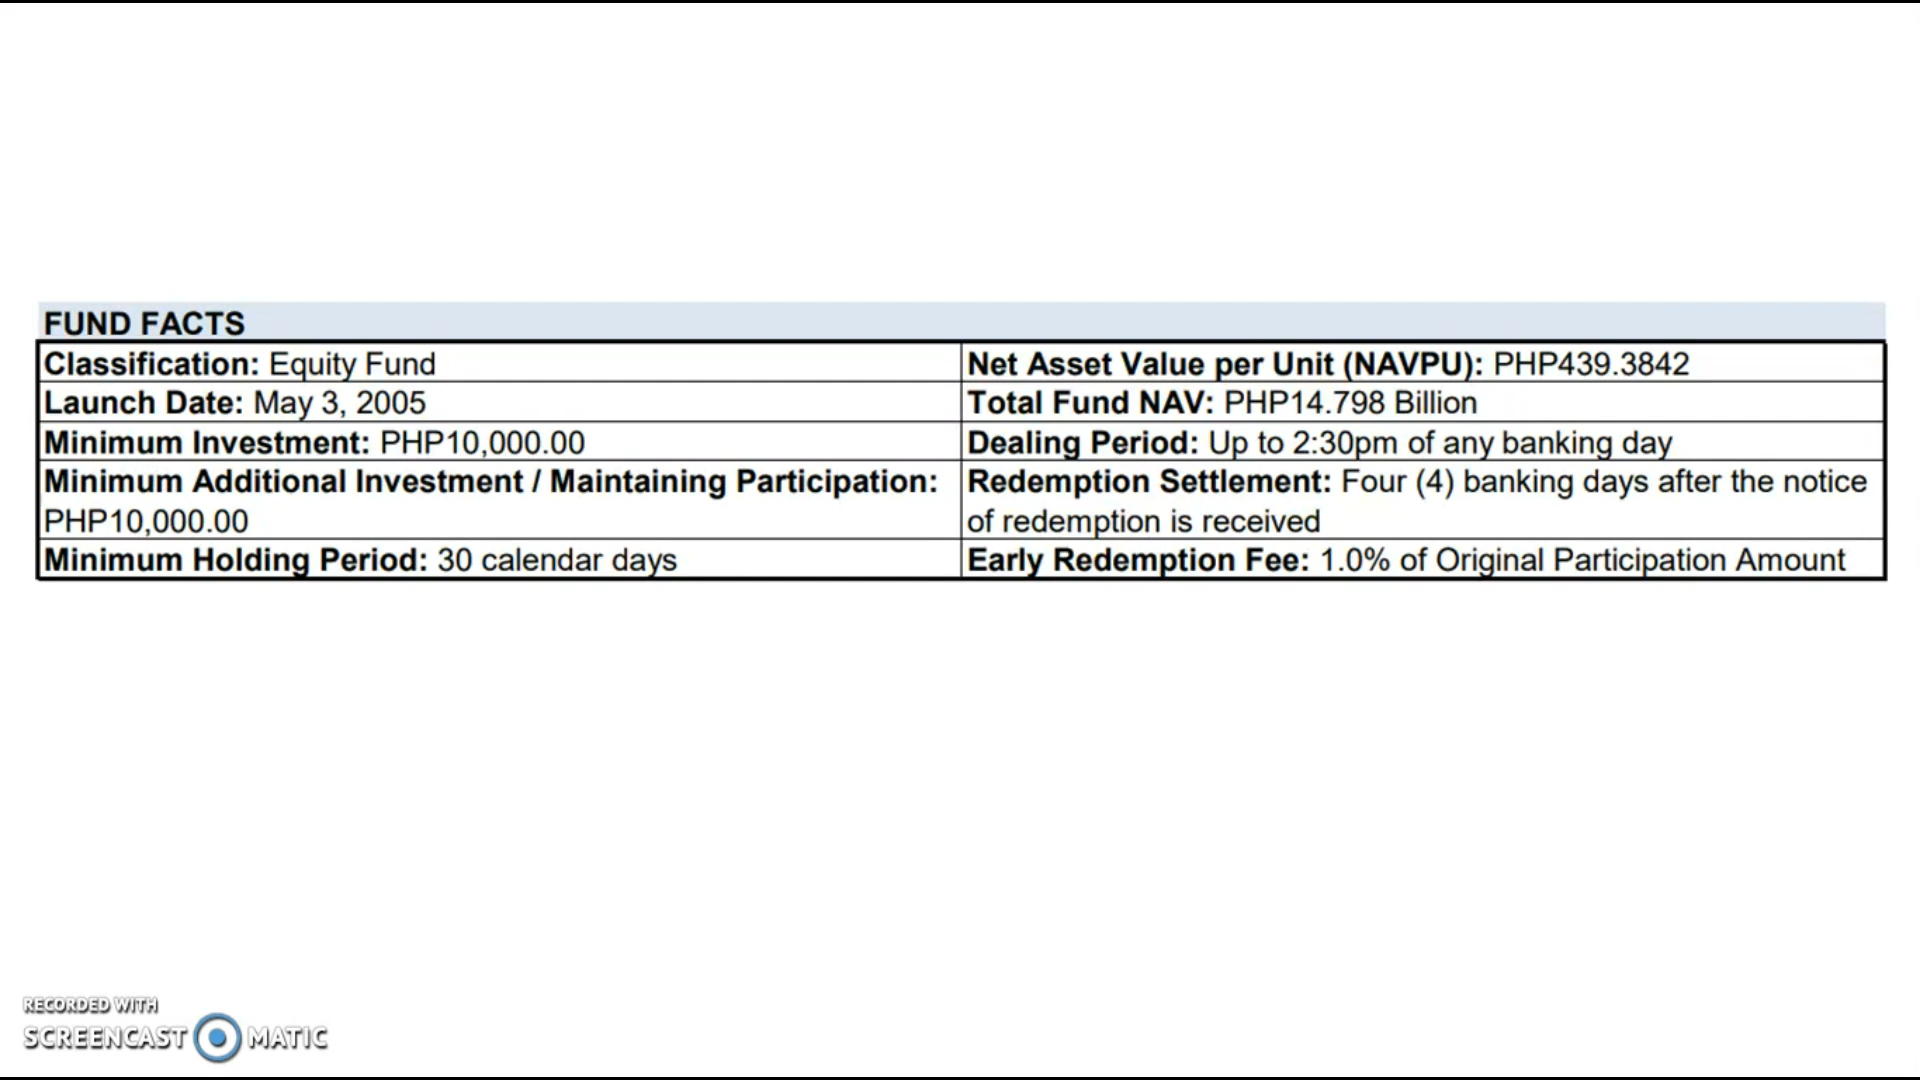 FUND FACTS
Classification: Equity Fund
Net Asset Value per Unit (NAVPU): PHP439.3842
Launch Date: May 3, 2005
Total Fund NAV: PHP14.798 Billion
Minimum Investment: PHP10,000.00
Dealing Period: Up to 2:30pm of any banking day
Minimum Additional Investment / Maintaining Participation:
PHP10,000.00
Redemption Settlement: Four (4) banking days after the notice
of redemption is received
Minimum Holding Period: 30 calendar days
Early Redemption Fee: 1.0% of Original Participation Amount
RECORDED WITH
SCREENCAST MATIC